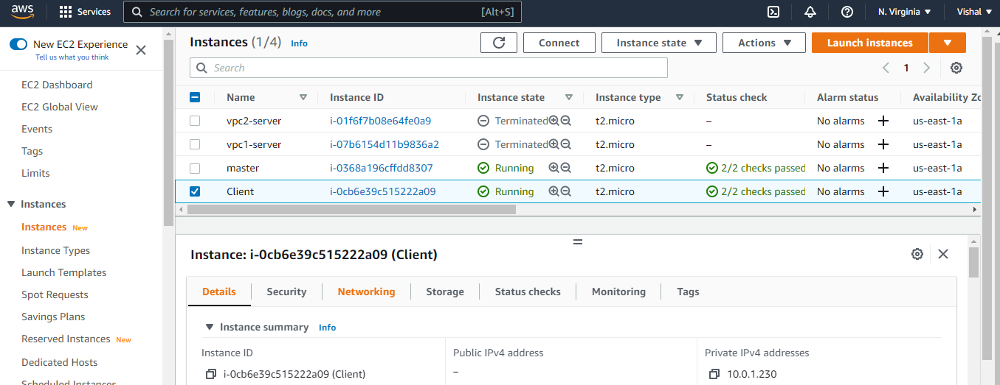 aws Services Search for services, features, blogs, docs, and more [Alt+S] N. Virginia Vishal
New EC2 Experience
Tell us what you think
EC2 Dashboard
EC2 Global View
Events
Tags
Limits
Instances
Instances New
Instance Types
Launch Templates
Spot Requests
Savings Plans
Reserved Instances New
Dedicated Hosts
Scheduled Instances
Instances (1/4) Info Connect Instance state Actions Launch instances
Search 1
Name Instance ID Instance state Instance type Status check Alarm status Availability Zo
vpc2-server i-01f6f7b08e64fe0a9 Terminated t2.micro – No alarms + us-east-1a
vpc1-server i-07b6154d11b9836a2 Terminated t2.micro – No alarms + us-east-1a
master i-0368a196cffdd8307 Running t2.micro 2/2 checks passed No alarms + us-east-1a
Client i-0cb6e39c515222a09 Running t2.micro 2/2 checks passed No alarms + us-east-1a
Instance: i-0cb6e39c515222a09 (Client)
Details Security Networking Storage Status checks Monitoring Tags
Instance summary Info
Instance ID Public IPv4 address Private IPv4 addresses
i-0cb6e39c515222a09 (Client) – 10.0.1.230